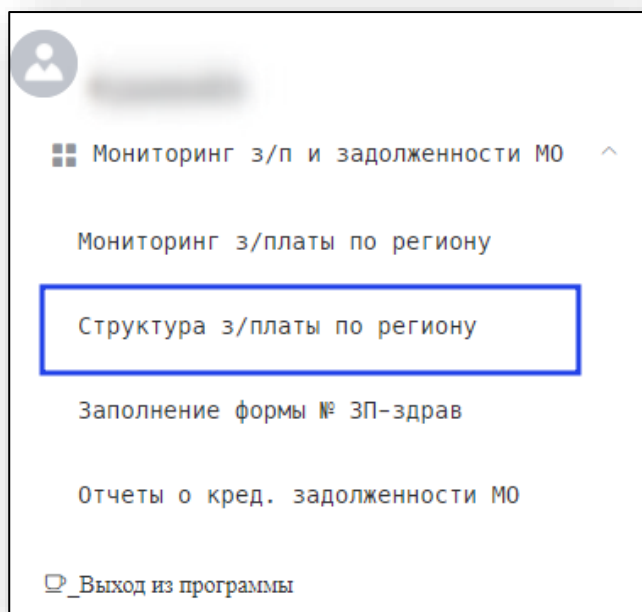 Мониторинг з/п и задолженности МО
Мониторинг з/платы по региону
Структура з/платы по региону
Заполнение формы № ЗП-здрав
Отчеты о кред. задолженности МО
_Выход из программы